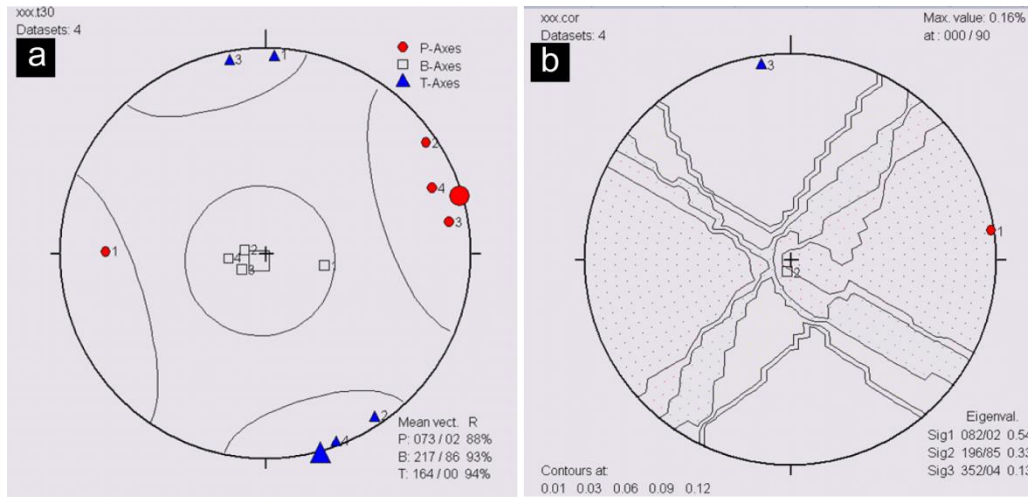 xxx.t30
Datasets: 4
a
P-Axes
B-Axes
T-Axes
3
1
2
4
3
1
2
4
3
1
2
4
Mean vect. R
P: 073 / 02 88%
B: 217 / 86 93%
T: 164 / 00 94%
xxx.cor
Datasets: 4
b
Max. value: 0.16%
at : 000 / 90
3
1
2
Contours at:
0.01 0.03 0.06 0.09 0.12
Eigenval.
Sig1 082/02 0.54
Sig2 196/85 0.33
Sig3 352/04 0.13